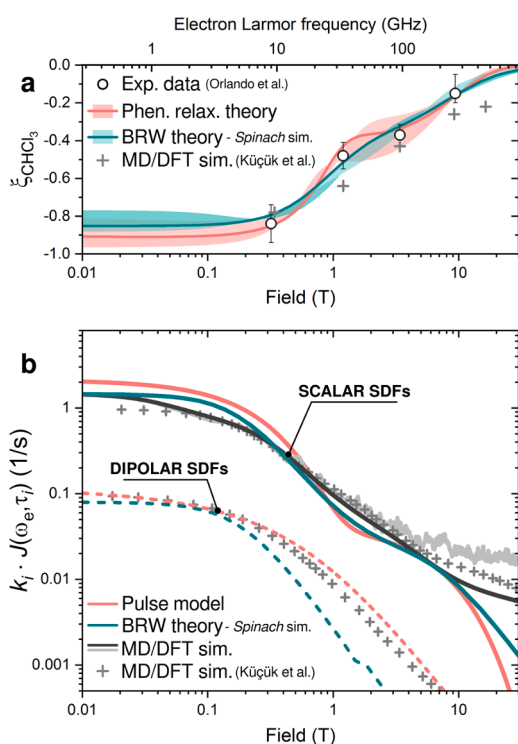 Electron Larmor frequency (GHz)
1 10 100
a
0.0
-0.2
-0.4
-0.6
-0.8
-1.0
ξCHCl3
Exp. data (Orlando et al.)
Phen. relax. theory
BRW theory - Spinach sim.
MD/DFT sim. (Küçük et al.)
0.01 0.1 1 10
Field (T)
b
1
0.1
0.01
0.001
ki · J(ωe,τi) (1/s)
SCALAR SDFs
DIPOLAR SDFs
Pulse model
BRW theory - Spinach sim.
MD/DFT sim.
MD/DFT sim. (Küçük et al.)
0.01 0.1 1 10
Field (T)